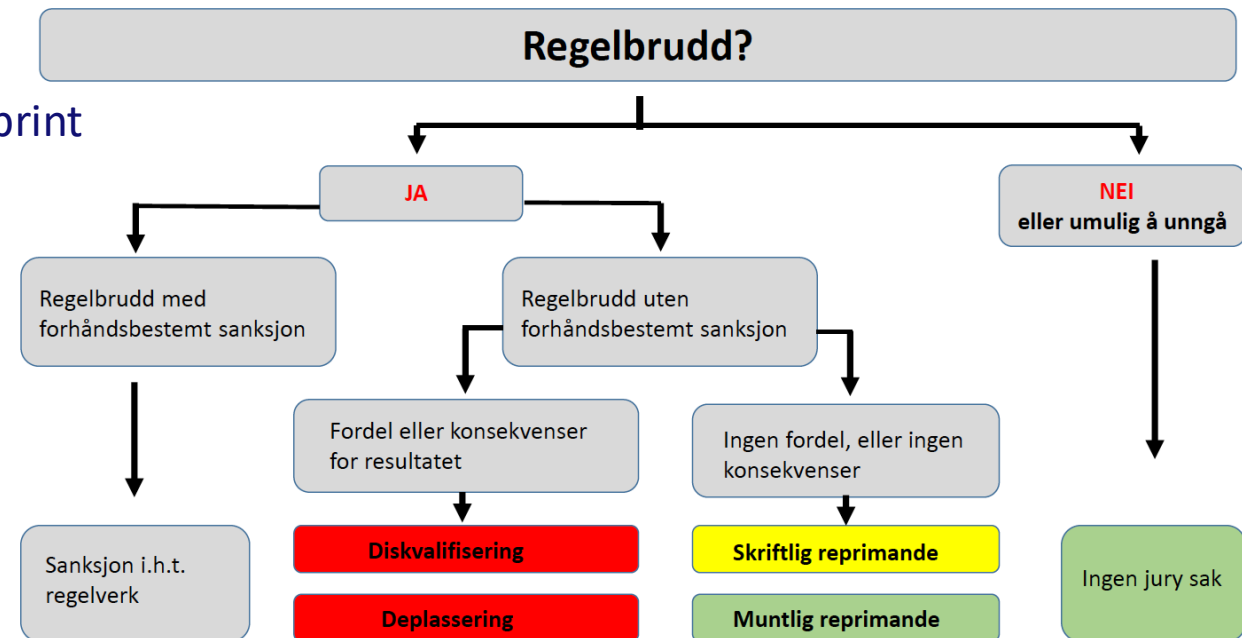 Regelbrudd?
print
JA
NEI
eller umulig å unngå
Regelbrudd med
forhåndsbestemt sanksjon
Regelbrudd uten
forhåndsbestemt sanksjon
Fordel eller konsekvenser
for resultatet
Ingen fordel, eller ingen
konsekvenser
Sanksjon i.h.t.
regelverk
Diskvalifisering
Deplassering
Skriftlig reprimande
Muntlig reprimande
Ingen jury sak